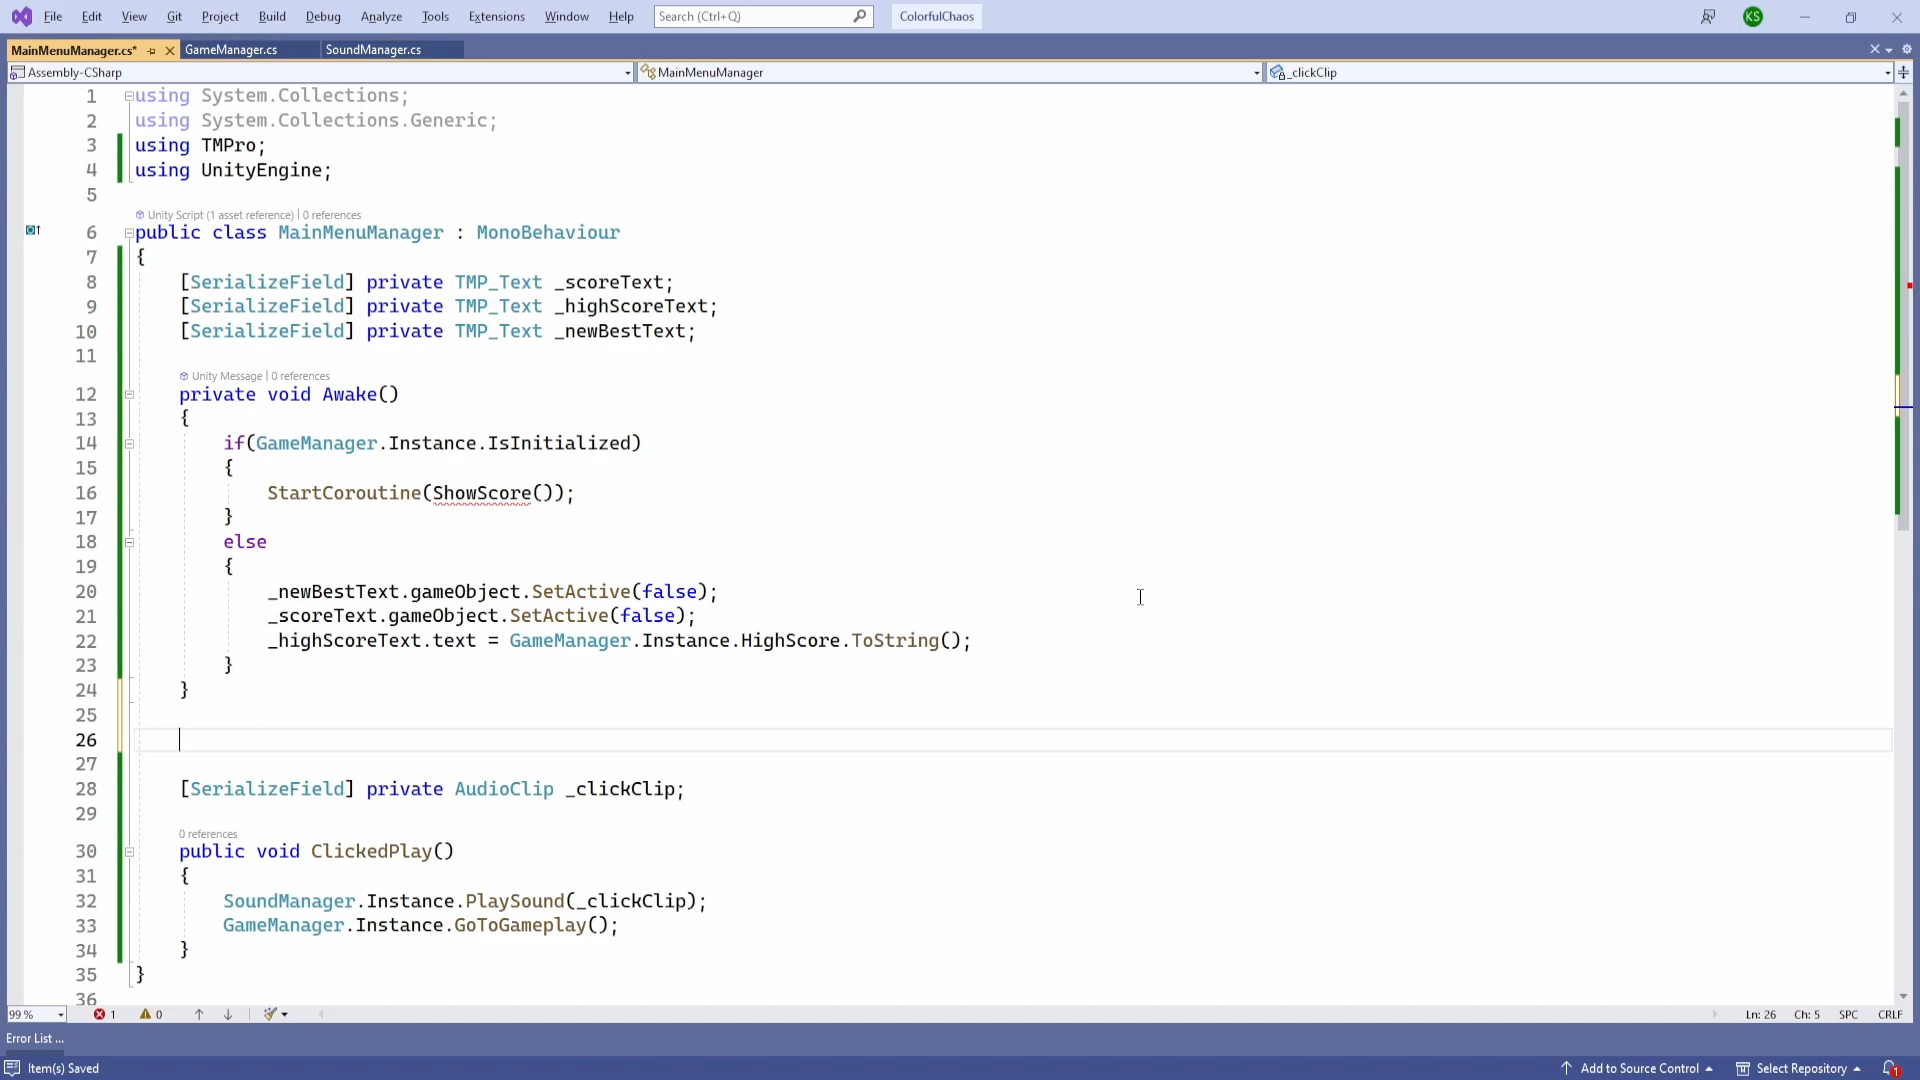 File Edit View Git Project Build Debug Analyze Tools Extensions Window Help Search (Ctrl+Q) ColorfulChaos KS
MainMenuManager.cs* GameManager.cs SoundManager.cs
Assembly-CSharp MainMenuManager _clickClip
1 using System.Collections;
2 using System.Collections.Generic;
3 using TMPro;
4 using UnityEngine;
5
Unity Script (1 asset reference) | 0 references
6 public class MainMenuManager : MonoBehaviour
7 {
8 [SerializeField] private TMP_Text _scoreText;
9 [SerializeField] private TMP_Text _highScoreText;
10 [SerializeField] private TMP_Text _newBestText;
11
Unity Message | 0 references
12 private void Awake()
13 {
14 if(GameManager.Instance.IsInitialized)
15 {
16 StartCoroutine(ShowScore());
17 }
18 else
19 {
20 _newBestText.gameObject.SetActive(false);
21 _scoreText.gameObject.SetActive(false);
22 _highScoreText.text = GameManager.Instance.HighScore.ToString();
23 }
24 }
25
26
27
28 [SerializeField] private AudioClip _clickClip;
29
0 references
30 public void ClickedPlay()
31 {
32 SoundManager.Instance.PlaySound(_clickClip);
33 GameManager.Instance.GoToGameplay();
34 }
35 }
36
99 % 1 0 Ln: 26 Ch: 5 SPC CRLF
Error List ...
Item(s) Saved Add to Source Control Select Repository 1